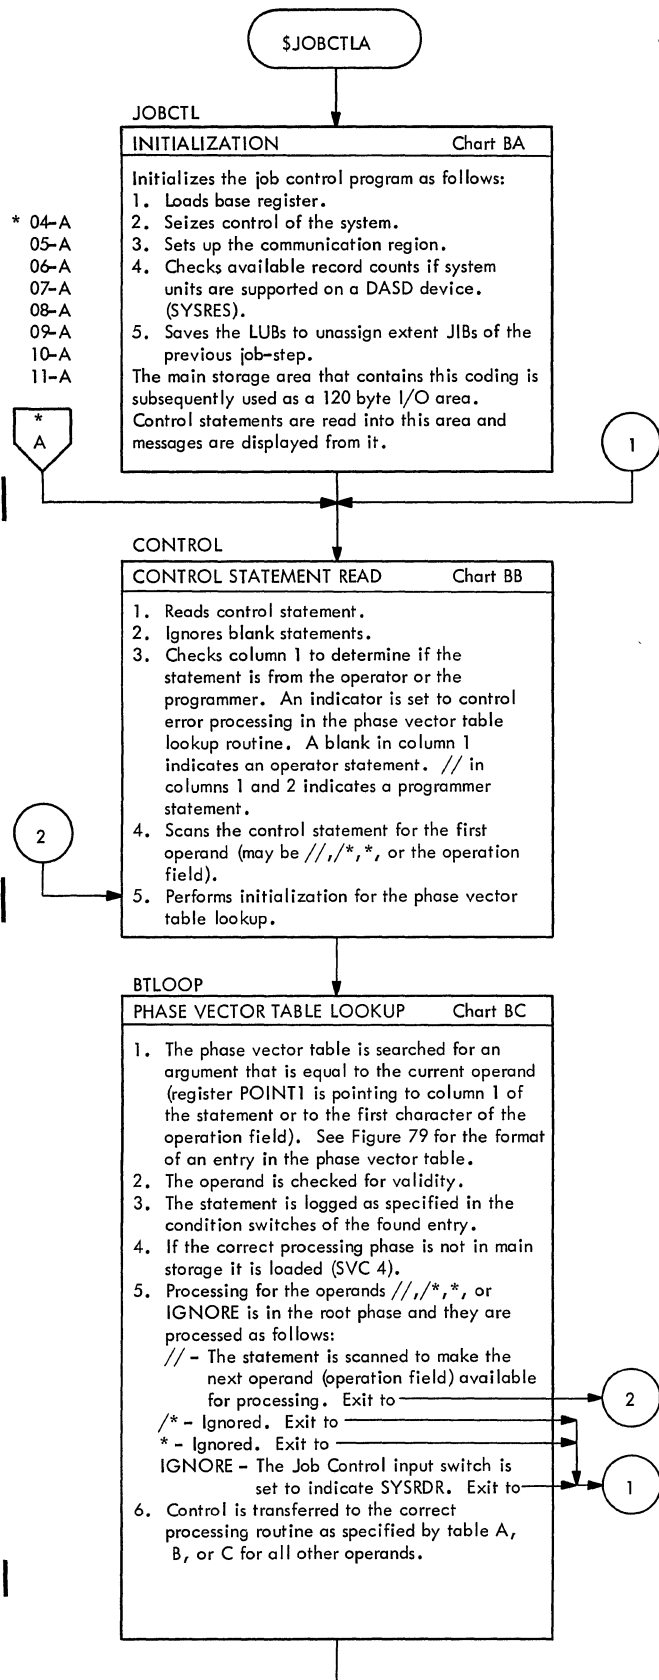 $JOBCTLA
JOBCTL
INITIALIZATION Chart BA
Initializes the job control program as follows:
1. Loads base register.
2. Seizes control of the system.
3. Sets up the communication region.
4. Checks available record counts if system
units are supported on a DASD device.
(SYSRES).
5. Saves the LUBs to unassign extent JIBs of the
previous job-step.
The main storage area that contains this coding is
subsequently used as a 120 byte I/O area.
Control statements are read into this area and
messages are displayed from it.
* 04-A
05-A
06-A
07-A
08-A
09-A
10-A
11-A
*
A
1
CONTROL
CONTROL STATEMENT READ Chart BB
1. Reads control statement.
2. Ignores blank statements.
3. Checks column 1 to determine if the
statement is from the operator or the
programmer. An indicator is set to control
error processing in the phase vector table
lookup routine. A blank in column 1
indicates an operator statement. // in
columns 1 and 2 indicates a programmer
statement.
4. Scans the control statement for the first
operand (may be //,/*,*, or the operation
field).
5. Performs initialization for the phase vector
table lookup.
2
BTLOOP
PHASE VECTOR TABLE LOOKUP Chart BC
1. The phase vector table is searched for an
argument that is equal to the current operand
(register POINT1 is pointing to column 1 of
the statement or to the first character of the
operation field). See Figure 79 for the format
of an entry in the phase vector table.
2. The operand is checked for validity.
3. The statement is logged as specified in the
condition switches of the found entry.
4. If the correct processing phase is not in main
storage it is loaded (SVC 4).
5. Processing for the operands //,/*,*, or
IGNORE is in the root phase and they are
processed as follows:
// - The statement is scanned to make the
next operand (operation field) available
for processing. Exit to
2
/* - Ignored. Exit to
* - Ignored. Exit to
IGNORE - The Job Control input switch is
set to indicate SYSRDR. Exit to
1
6. Control is transferred to the correct
processing routine as specified by table A,
B, or C for all other operands.